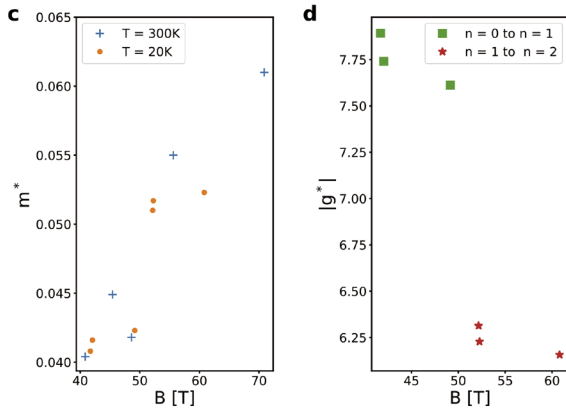 c
0.065
0.060
0.055
0.050
0.045
0.040
m*
T = 300K
T = 20K
40
50
60
70
B [T]
d
7.75
7.50
7.25
7.00
6.75
6.50
6.25
|g*|
n = 0 to n = 1
n = 1 to n = 2
45
50
55
60
B [T]